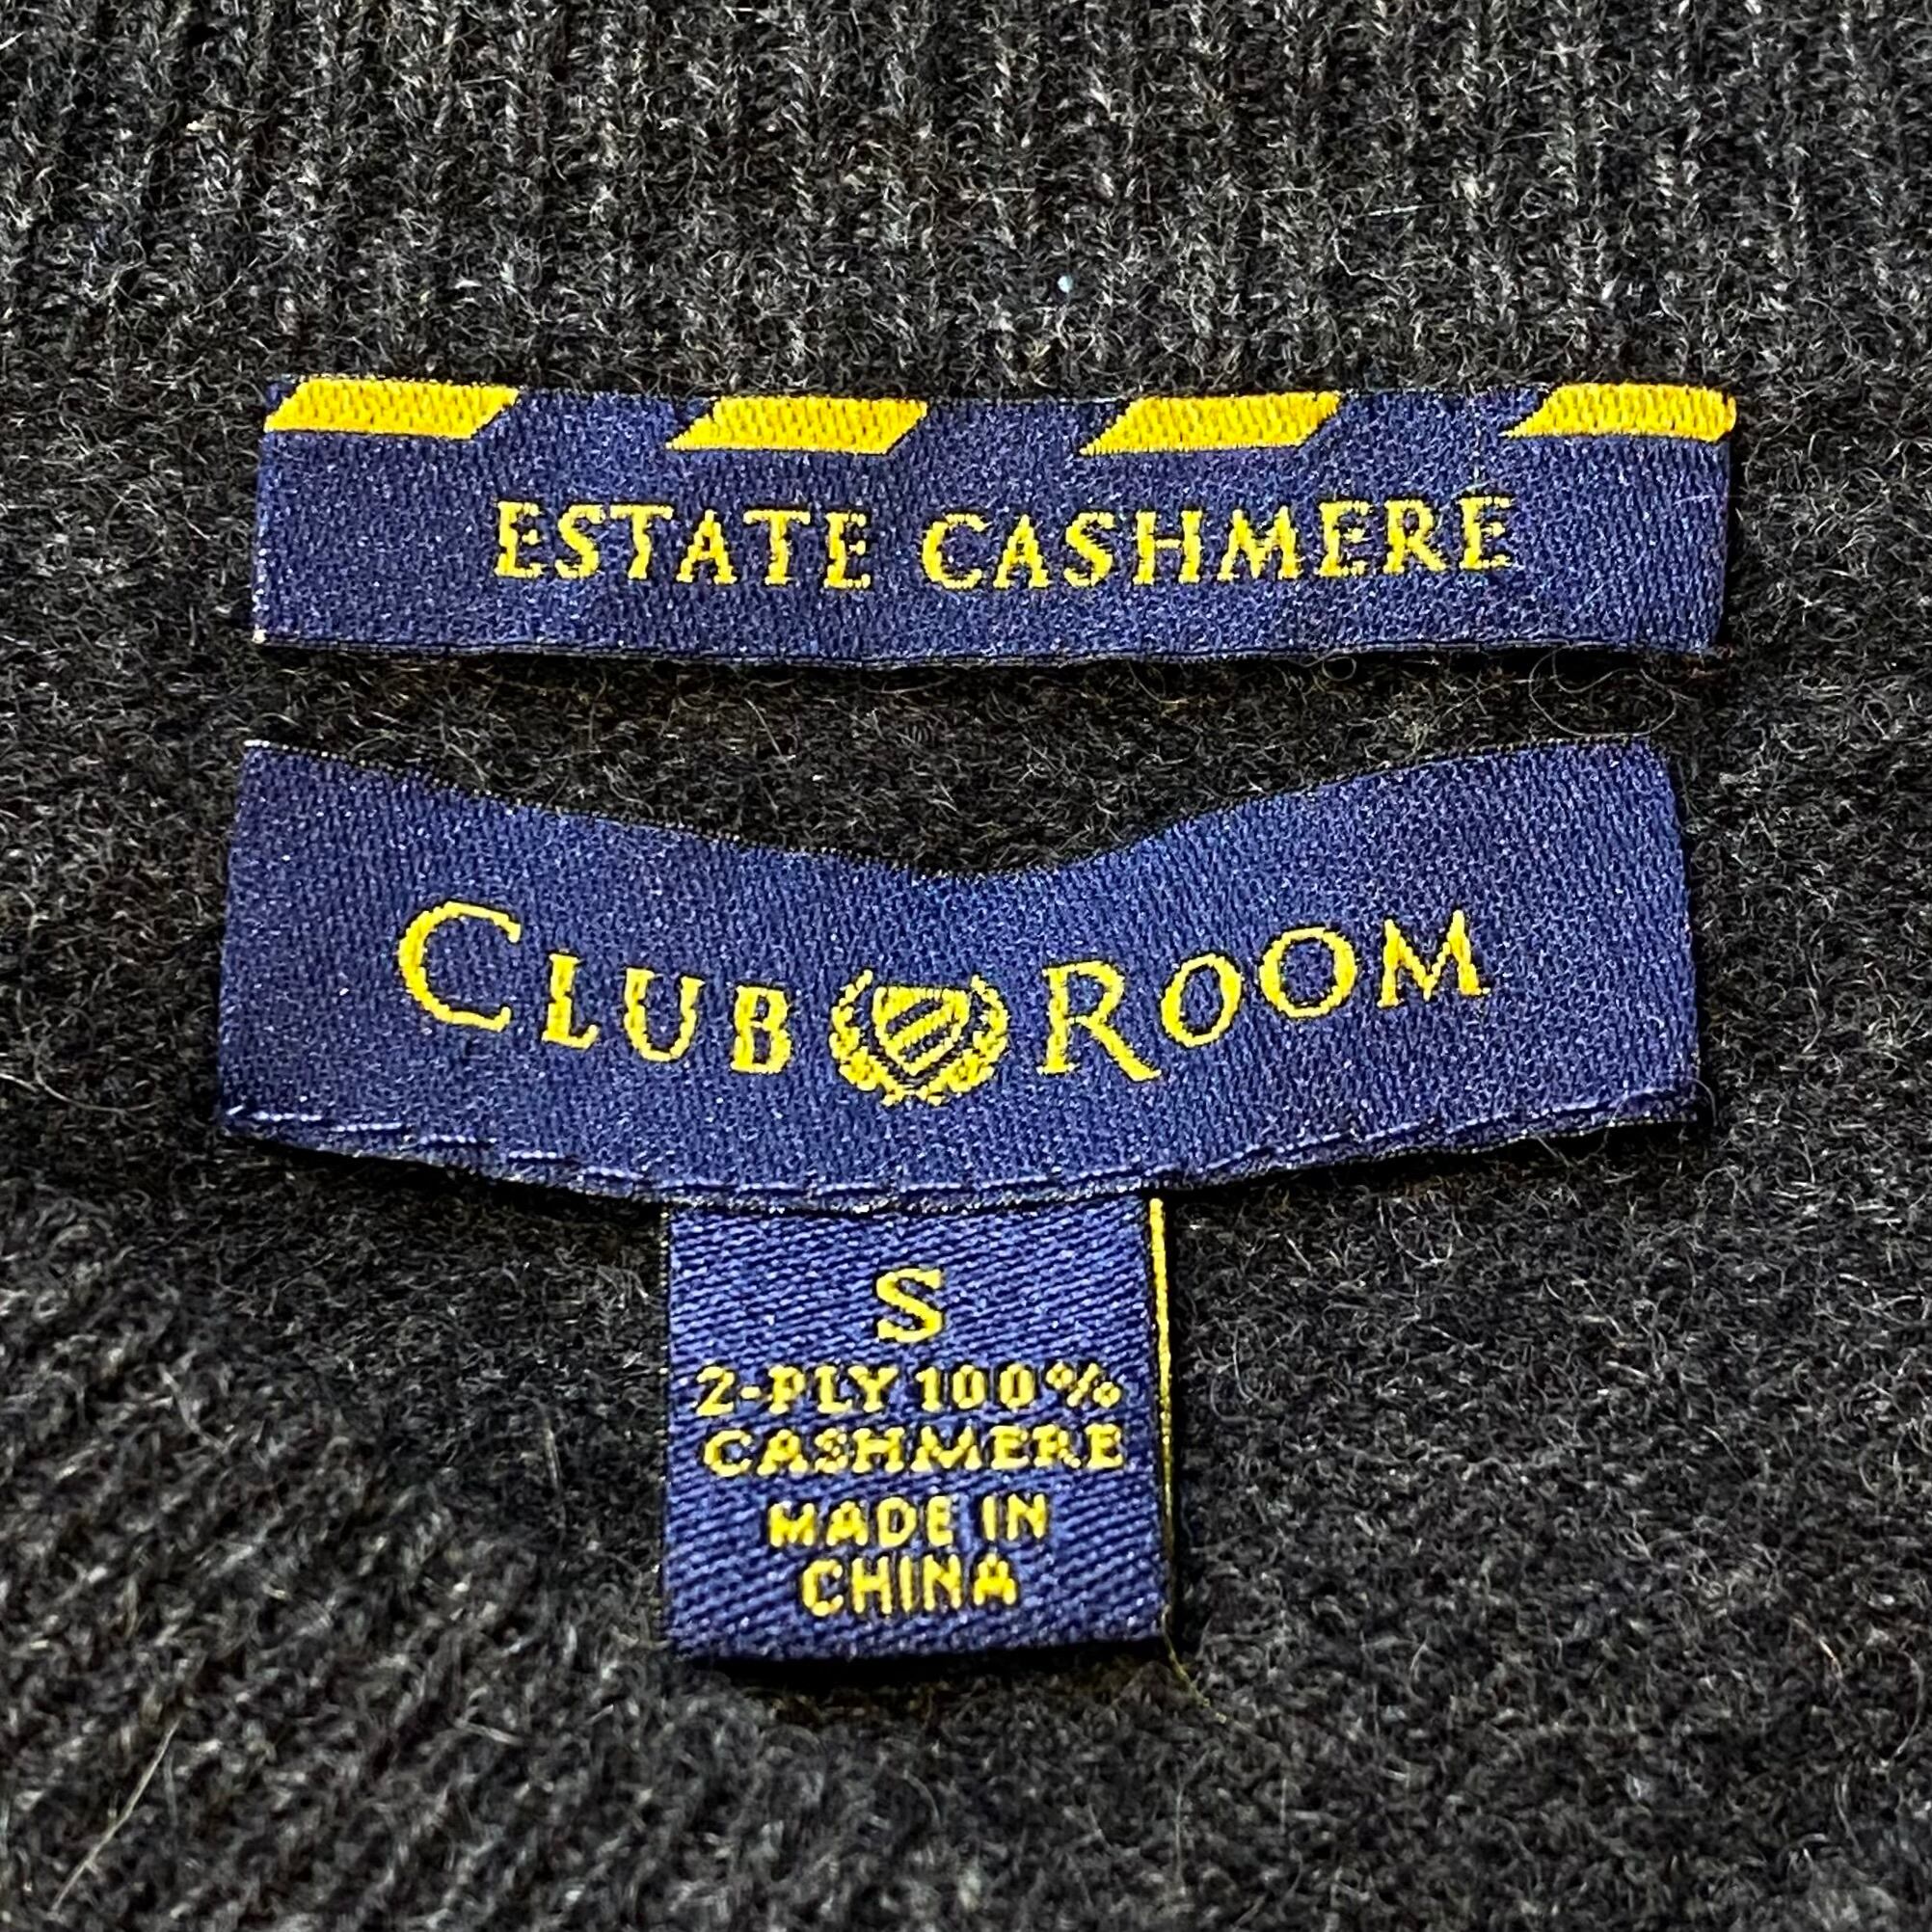 ESTATE CASHMERE
CLUB ROOM
S
2-PLY 100%
CASHMERE
MADE IN
CHINA